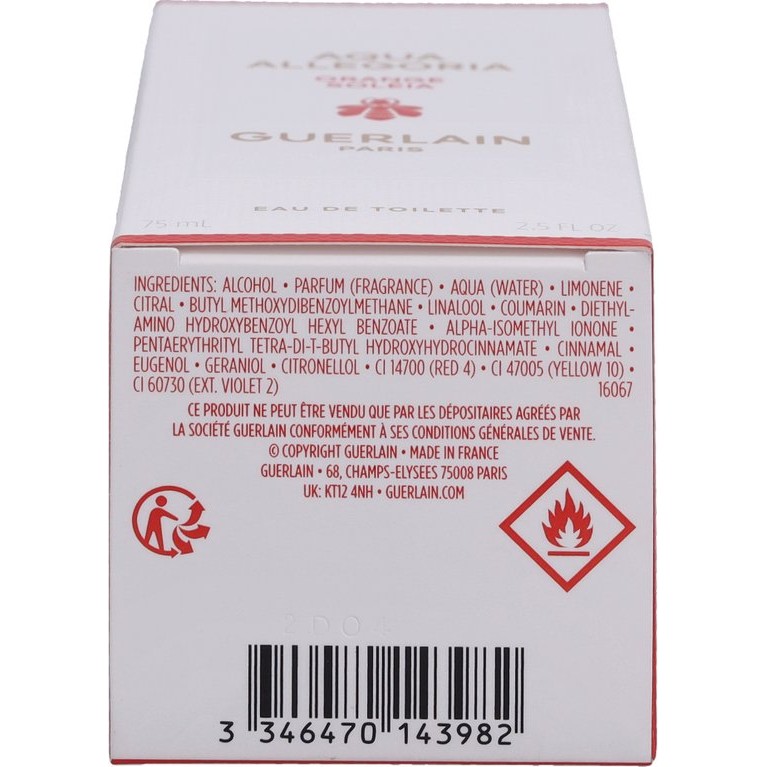 AQUA
ALLEGORIA
ORANGE
SOLEIA
GUERLAIN
PARIS
EAU DE TOILETTE
75 mL 2,5 FL OZ
INGREDIENTS: ALCOHOL • PARFUM (FRAGRANCE) • AQUA (WATER) • LIMONENE •
CITRAL • BUTYL METHOXYDIBENZOYLMETHANE • LINALOOL • COUMARIN • DIETHYL-
AMINO HYDROXYBENZOYL HEXYL BENZOATE • ALPHA-ISOMETHYL IONONE •
PENTAERYTHRITYL TETRA-DI-T-BUTYL HYDROXYHYDROCINNAMATE • CINNAMAL •
EUGENOL • GERANIOL • CITRONELLOL • CI 14700 (RED 4) • CI 47005 (YELLOW 10) •
CI 60730 (EXT. VIOLET 2) 16067
CE PRODUIT NE PEUT ÊTRE VENDU QUE PAR LES DÉPOSITAIRES AGRÉÉS PAR
LA SOCIÉTÉ GUERLAIN CONFORMÉMENT À SES CONDITIONS GÉNÉRALES DE VENTE.
© COPYRIGHT GUERLAIN • MADE IN FRANCE
GUERLAIN • 68, CHAMPS-ELYSEES 75008 PARIS
UK: KT12 4NH • GUERLAIN.COM
2D04
3 346470 143982